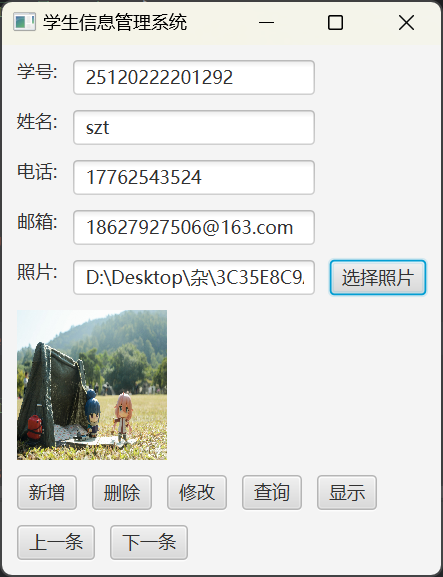 学生信息管理系统
学号: 25120222201292
姓名: szt
电话: 17762543524
邮箱: 18627927506@163.com
照片: D:\Desktop\杂\3C35E8C9 选择照片
新增 删除 修改 查询 显示
上一条 下一条